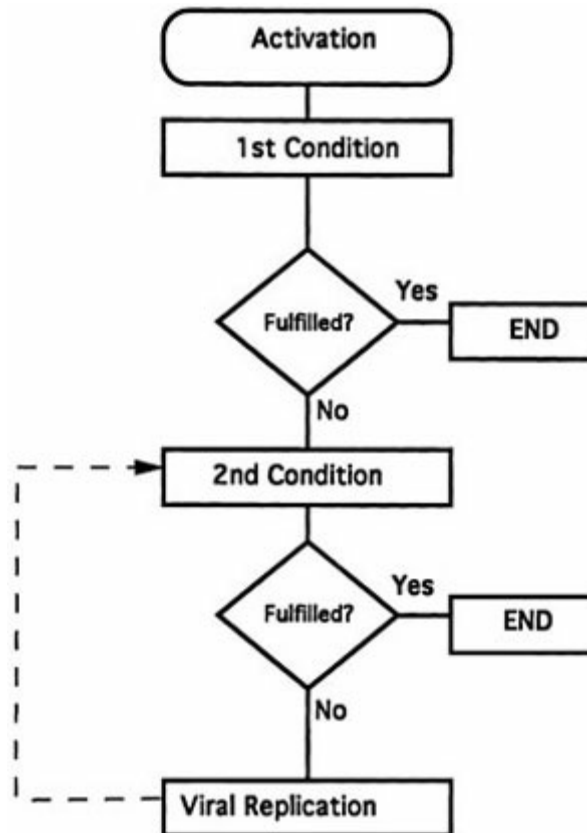 Activation
1st Condition
Fulfilled?
Yes
END
No
2nd Condition
Fulfilled?
Yes
END
No
Viral Replication